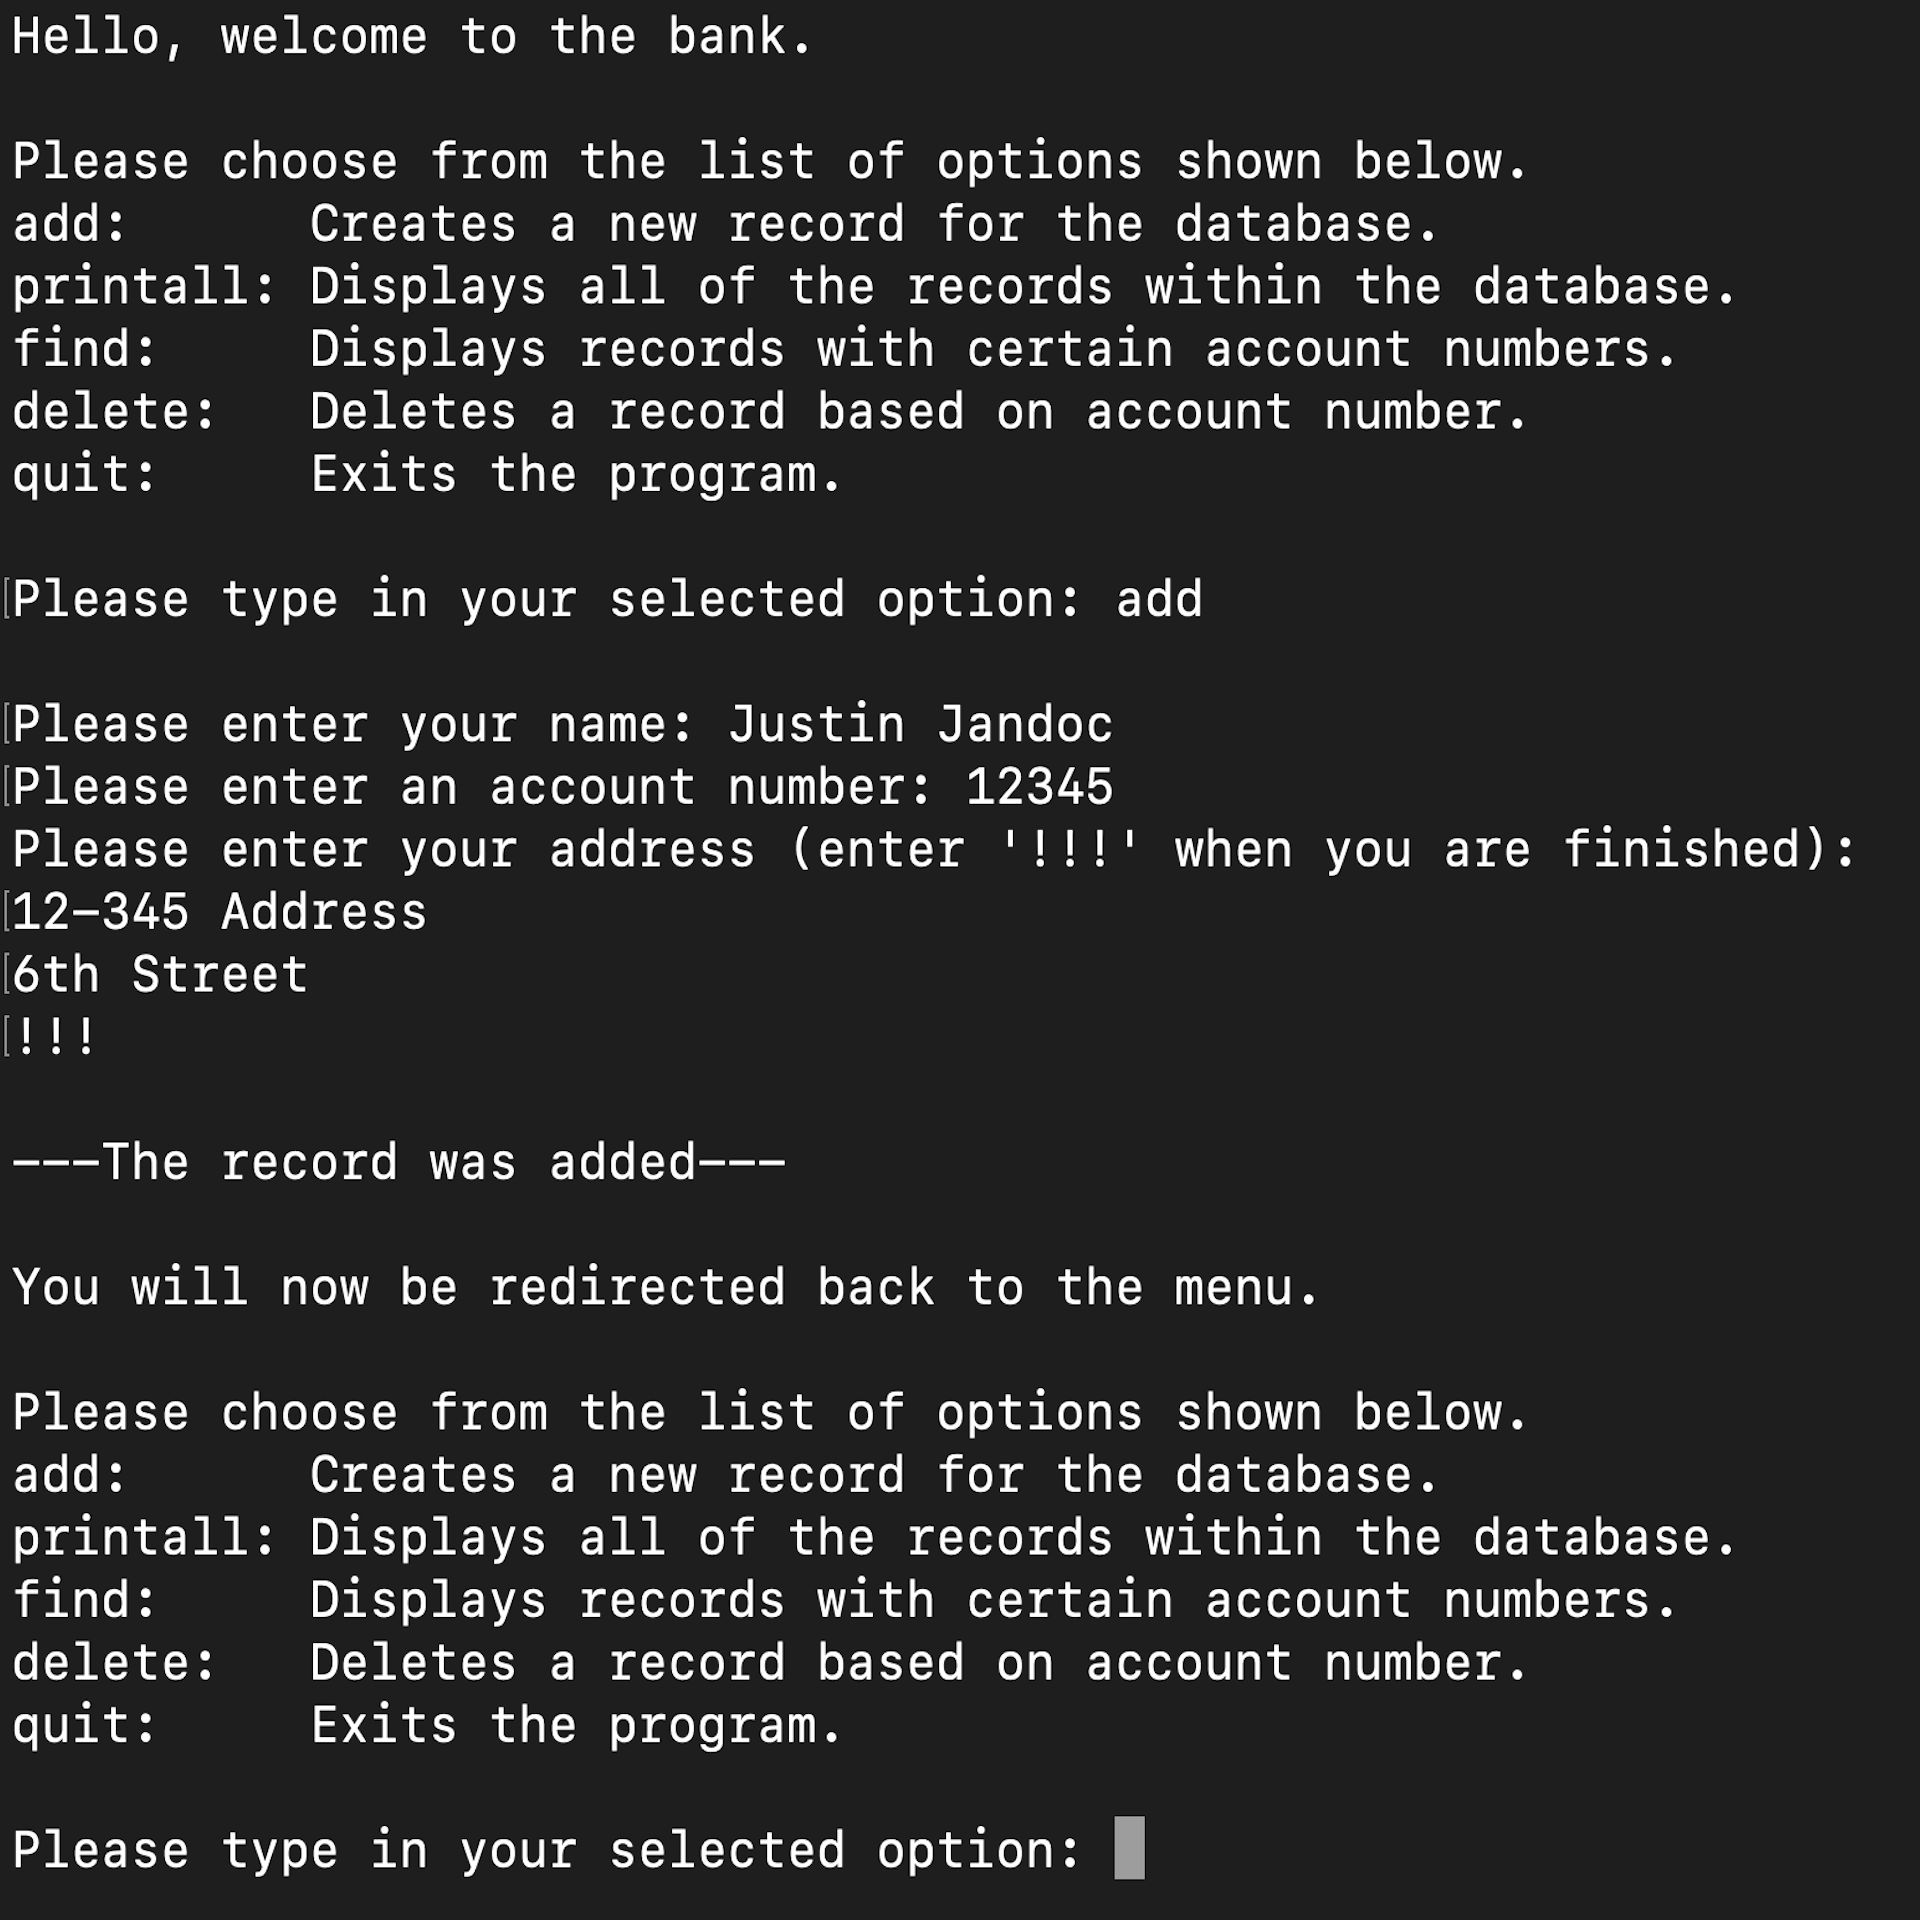 Hello, welcome to the bank.
Please choose from the list of options shown below.
add:      Creates a new record for the database.
printall: Displays all of the records within the database.
find:     Displays records with certain account numbers.
delete:   Deletes a record based on account number.
quit:     Exits the program.
Please type in your selected option: add
Please enter your name: Justin Jandoc
Please enter an account number: 12345
Please enter your address (enter '!!!' when you are finished):
12-345 Address
6th Street
!!!
---The record was added---
You will now be redirected back to the menu.
Please choose from the list of options shown below.
add:      Creates a new record for the database.
printall: Displays all of the records within the database.
find:     Displays records with certain account numbers.
delete:   Deletes a record based on account number.
quit:     Exits the program.
Please type in your selected option: